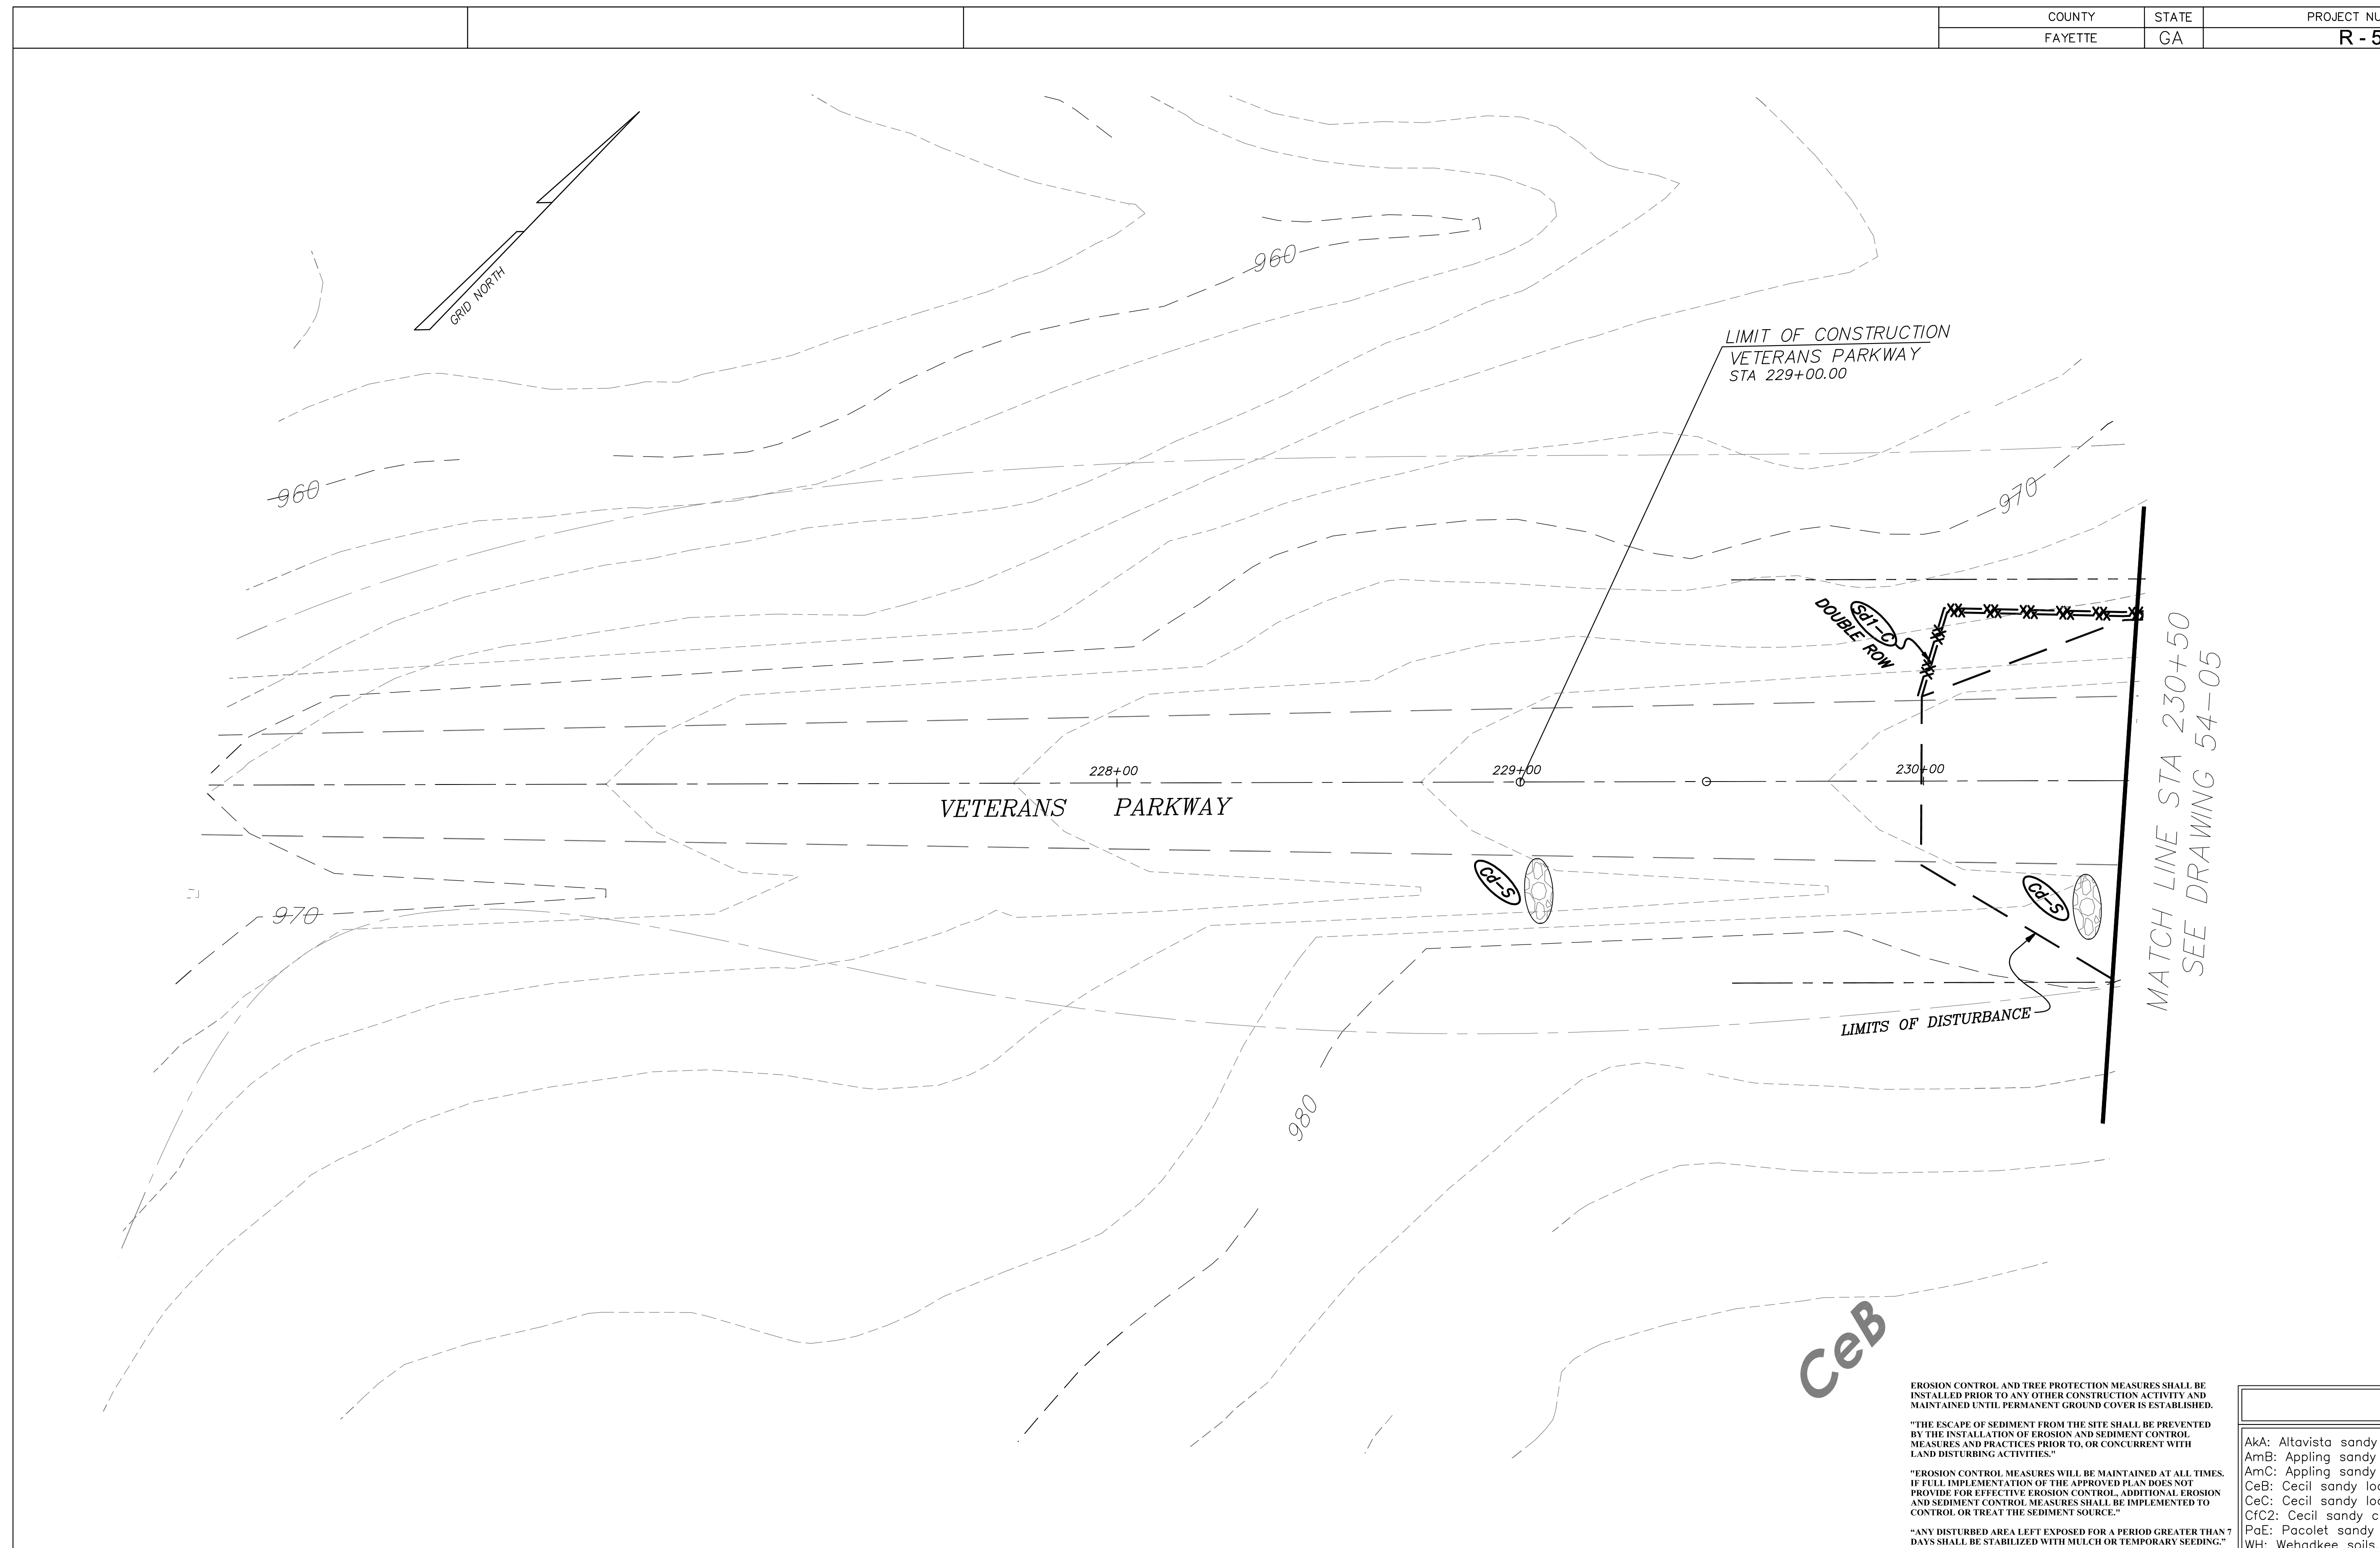 COUNTY STATE PROJECT NU
FAYETTE GA R - 5
GRID NORTH
960
LIMIT OF CONSTRUCTION
VETERANS PARKWAY
STA 229+00.00
960
970
Sd1-C
DOUBLE ROW
MATCH LINE STA 230+50
SEE DRAWING 54-05
228+00
229+00
230+00
VETERANS PARKWAY
Cd-S
Cd-S
970
LIMITS OF DISTURBANCE
980
CeB
EROSION CONTROL AND TREE PROTECTION MEASURES SHALL BE
INSTALLED PRIOR TO ANY OTHER CONSTRUCTION ACTIVITY AND
MAINTAINED UNTIL PERMANENT GROUND COVER IS ESTABLISHED.
"THE ESCAPE OF SEDIMENT FROM THE SITE SHALL BE PREVENTED
BY THE INSTALLATION OF EROSION AND SEDIMENT CONTROL
MEASURES AND PRACTICES PRIOR TO, OR CONCURRENT WITH
LAND DISTURBING ACTIVITIES."
"EROSION CONTROL MEASURES WILL BE MAINTAINED AT ALL TIMES.
IF FULL IMPLEMENTATION OF THE APPROVED PLAN DOES NOT
PROVIDE FOR EFFECTIVE EROSION CONTROL, ADDITIONAL EROSION
AND SEDIMENT CONTROL MEASURES SHALL BE IMPLEMENTED TO
CONTROL OR TREAT THE SEDIMENT SOURCE."
“ANY DISTURBED AREA LEFT EXPOSED FOR A PERIOD GREATER THAN 7
DAYS SHALL BE STABILIZED WITH MULCH OR TEMPORARY SEEDING.”
AkA: Altavista sandy
AmB: Appling sandy
AmC: Appling sandy
CeB: Cecil sandy loa
CeC: Cecil sandy loa
CfC2: Cecil sandy c
PaE: Pacolet sandy
WH: Wehadkee soils